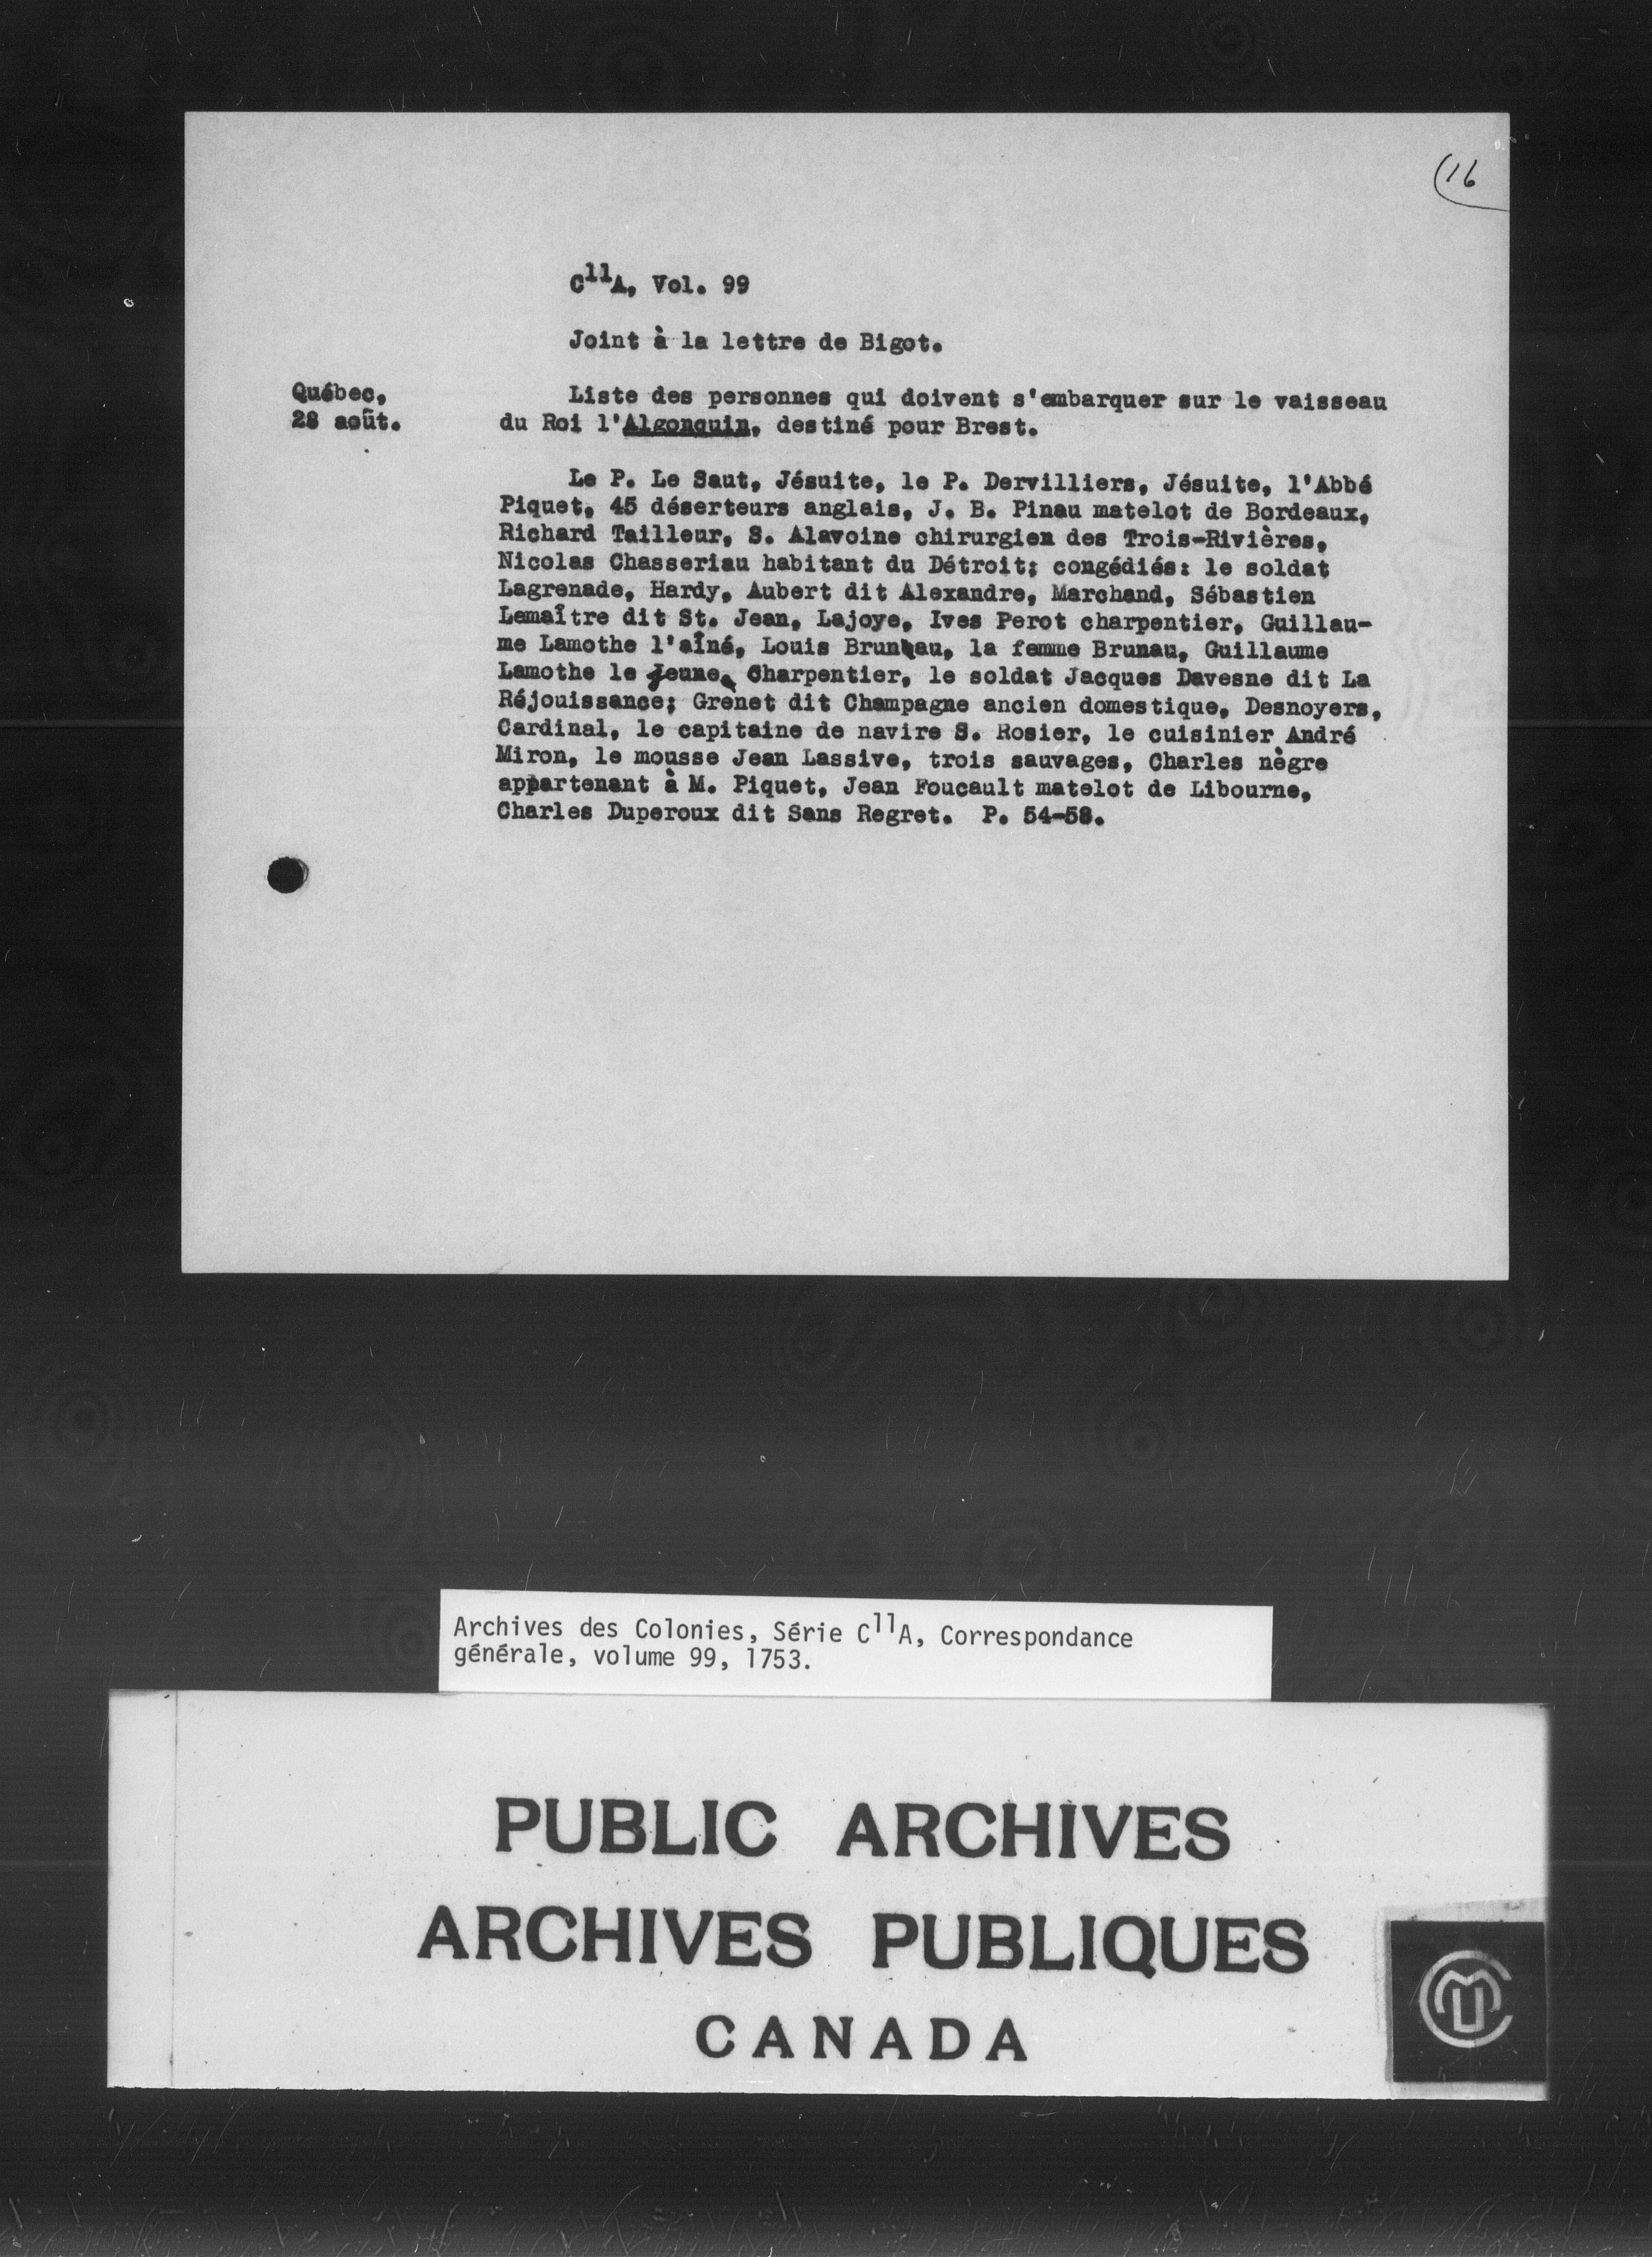 (16
C11A, Vol. 99
Joint à la lettre de Bigot.
Québec,
28 août.
Liste des personnes qui doivent s'embarquer sur le vaisseau
du Roi l'Algonquin, destiné pour Brest.
Le P. Le Saut, Jésuite, le P. Dervilliers, Jésuite, l'Abbé
Piquet, 45 déserteurs anglais, J. B. Pinau matelot de Bordeaux,
Richard Tailleur, S. Alavoine chirurgien des Trois-Rivières,
Nicolas Chasseriau habitant du Détroit; congédiés: le soldat
Lagrenade, Hardy, Aubert dit Alexandre, Marchand, Sébastien
Lemaître dit St. Jean, Lajoye, Ives Perot charpentier, Guillau-
me Lamothe l'aîné, Louis Brunau, la femme Brunau, Guillaume
Lamothe le jeune, Charpentier, le soldat Jacques Davesne dit La
Réjouissance; Grenet dit Champagne ancien domestique, Desnoyers,
Cardinal, le capitaine de navire S. Rosier, le cuisinier André
Miron, le mousse Jean Lassive, trois sauvages, Charles nègre
appartenant à M. Piquet, Jean Foucault matelot de Libourne,
Charles Duperoux dit Sans Regret. P. 54-58.
Archives des Colonies, Série C11A, Correspondance
générale, volume 99, 1753.
PUBLIC ARCHIVES
ARCHIVES PUBLIQUES
CANADA